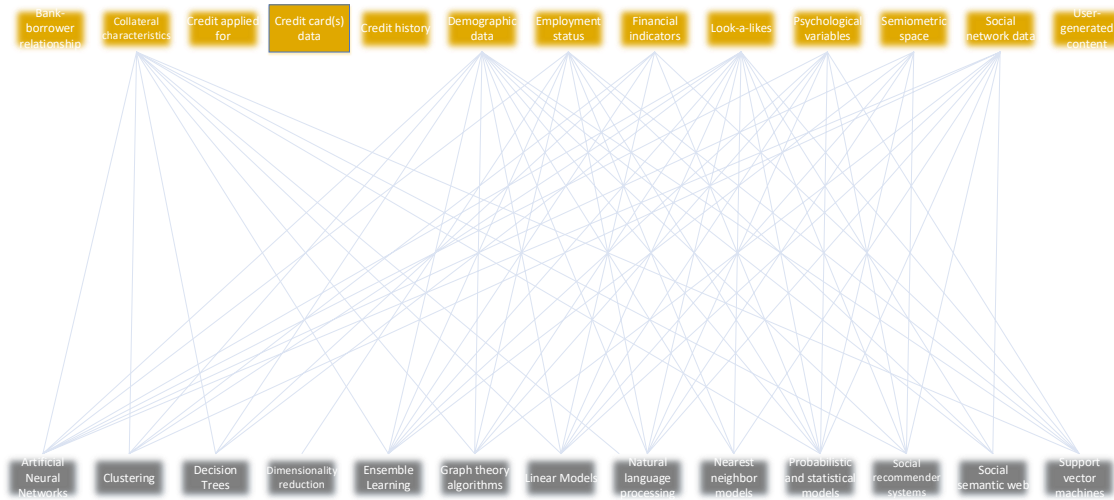 Bank-
borrower
relationship
Collateral
characteristics
Credit applied
for
Credit card(s)
data
Credit history
Demographic
data
Employment
status
Financial
indicators
Look-a-likes
Psychological
variables
Semiometric
space
Social
network data
User-
generated
content
Artificial
Neural
Networks
Clustering
Decision
Trees
Dimensionality
reduction
Ensemble
Learning
Graph theory
algorithms
Linear Models
Natural
language
processing
Nearest
neighbor
models
Probabilistic
and statistical
models
Social
recommender
systems
Social
semantic web
Support
vector
machines